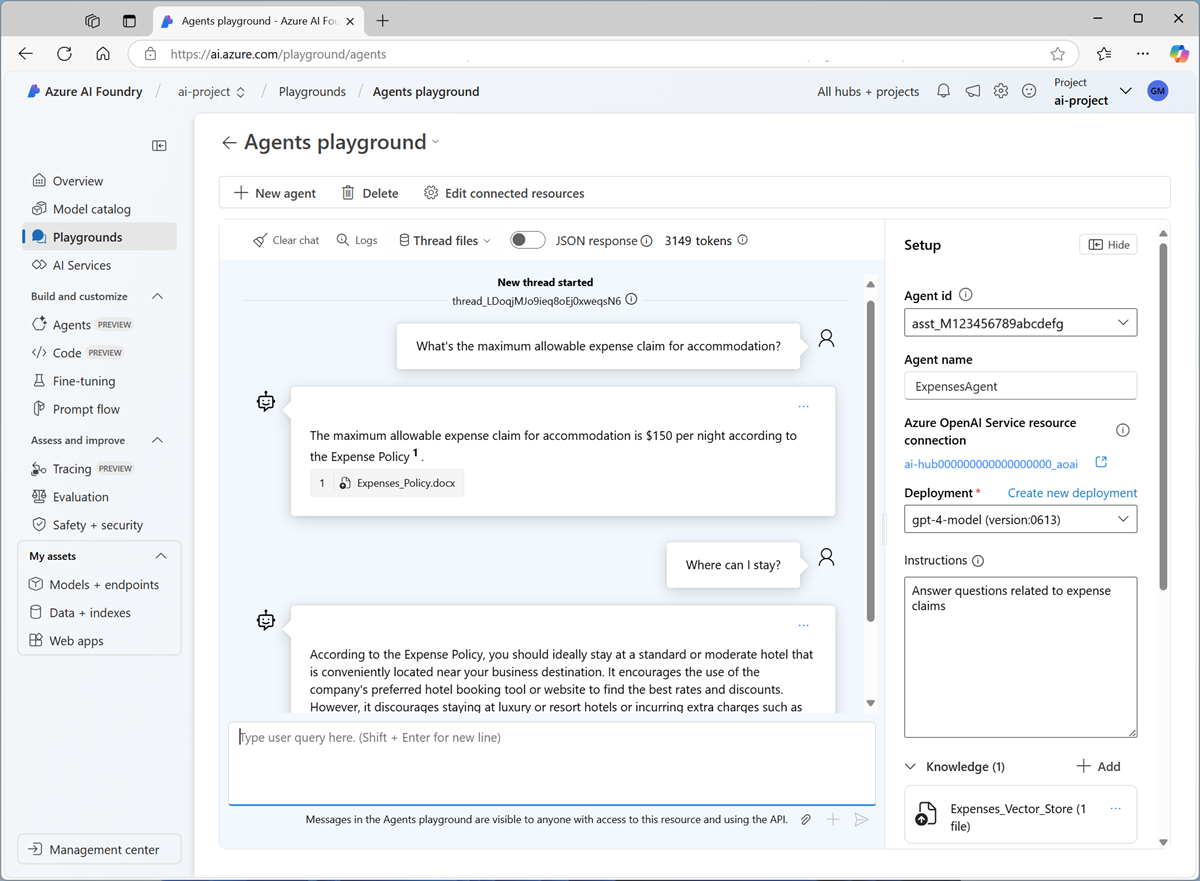 Agents playground - Azure AI Fou
https://ai.azure.com/playground/agents
Azure AI Foundry / ai-project / Playgrounds / Agents playground
All hubs + projects
Project
ai-project
GM
Overview
Model catalog
Playgrounds
AI Services
Build and customize
Agents PREVIEW
Code PREVIEW
Fine-tuning
Prompt flow
Assess and improve
Tracing PREVIEW
Evaluation
Safety + security
My assets
Models + endpoints
Data + indexes
Web apps
Management center
Agents playground
New agent
Delete
Edit connected resources
Clear chat
Logs
Thread files
JSON response
3149 tokens
New thread started
thread_LDoqjMJo9ieq8oEj0xweqsN6
What's the maximum allowable expense claim for accommodation?
The maximum allowable expense claim for accommodation is $150 per night according to
the Expense Policy 1 .
1 Expenses_Policy.docx
Where can I stay?
According to the Expense Policy, you should ideally stay at a standard or moderate hotel that
is conveniently located near your business destination. It encourages the use of the
company's preferred hotel booking tool or website to find the best rates and discounts.
However, it discourages staying at luxury or resort hotels or incurring extra charges such as
Type user query here. (Shift + Enter for new line)
Messages in the Agents playground are visible to anyone with access to this resource and using the API.
Setup
Hide
Agent id
asst_M123456789abcdefg
Agent name
ExpensesAgent
Azure OpenAI Service resource
connection
ai-hub000000000000000000_aoai
Deployment * Create new deployment
gpt-4-model (version:0613)
Instructions
Answer questions related to expense
claims
Knowledge (1)
Add
Expenses_Vector_Store (1
file)